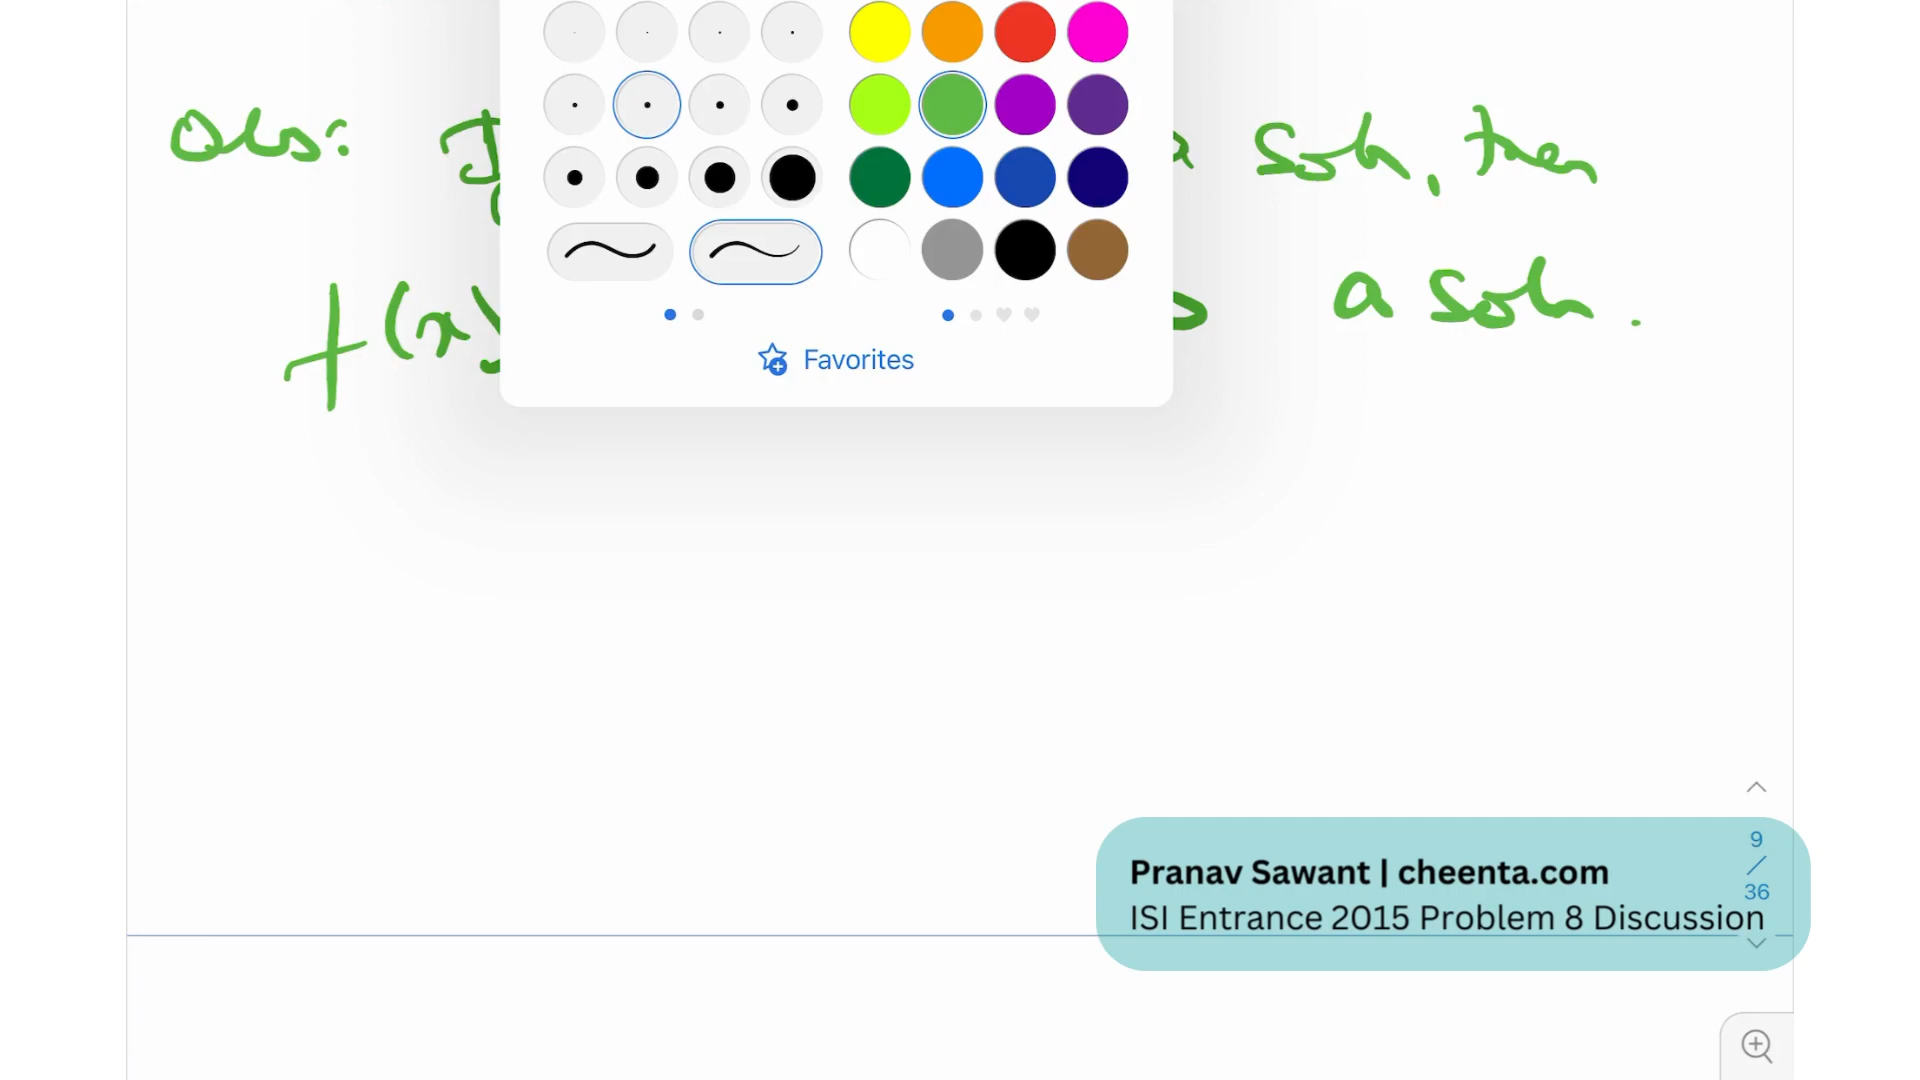 Obs: a soln, then
f(x) a soln.
Favorites
9
/
36
Pranav Sawant | cheenta.com
ISI Entrance 2015 Problem 8 Discussion